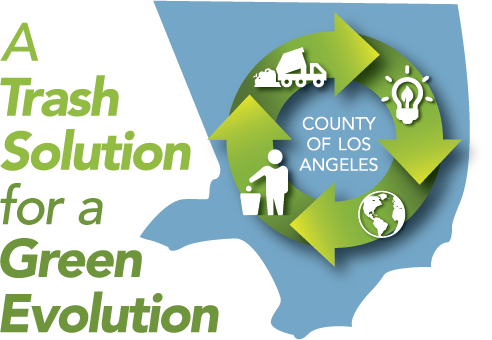 A
Trash
Solution
for a
Green
Evolution
COUNTY
OF LOS
ANGELES